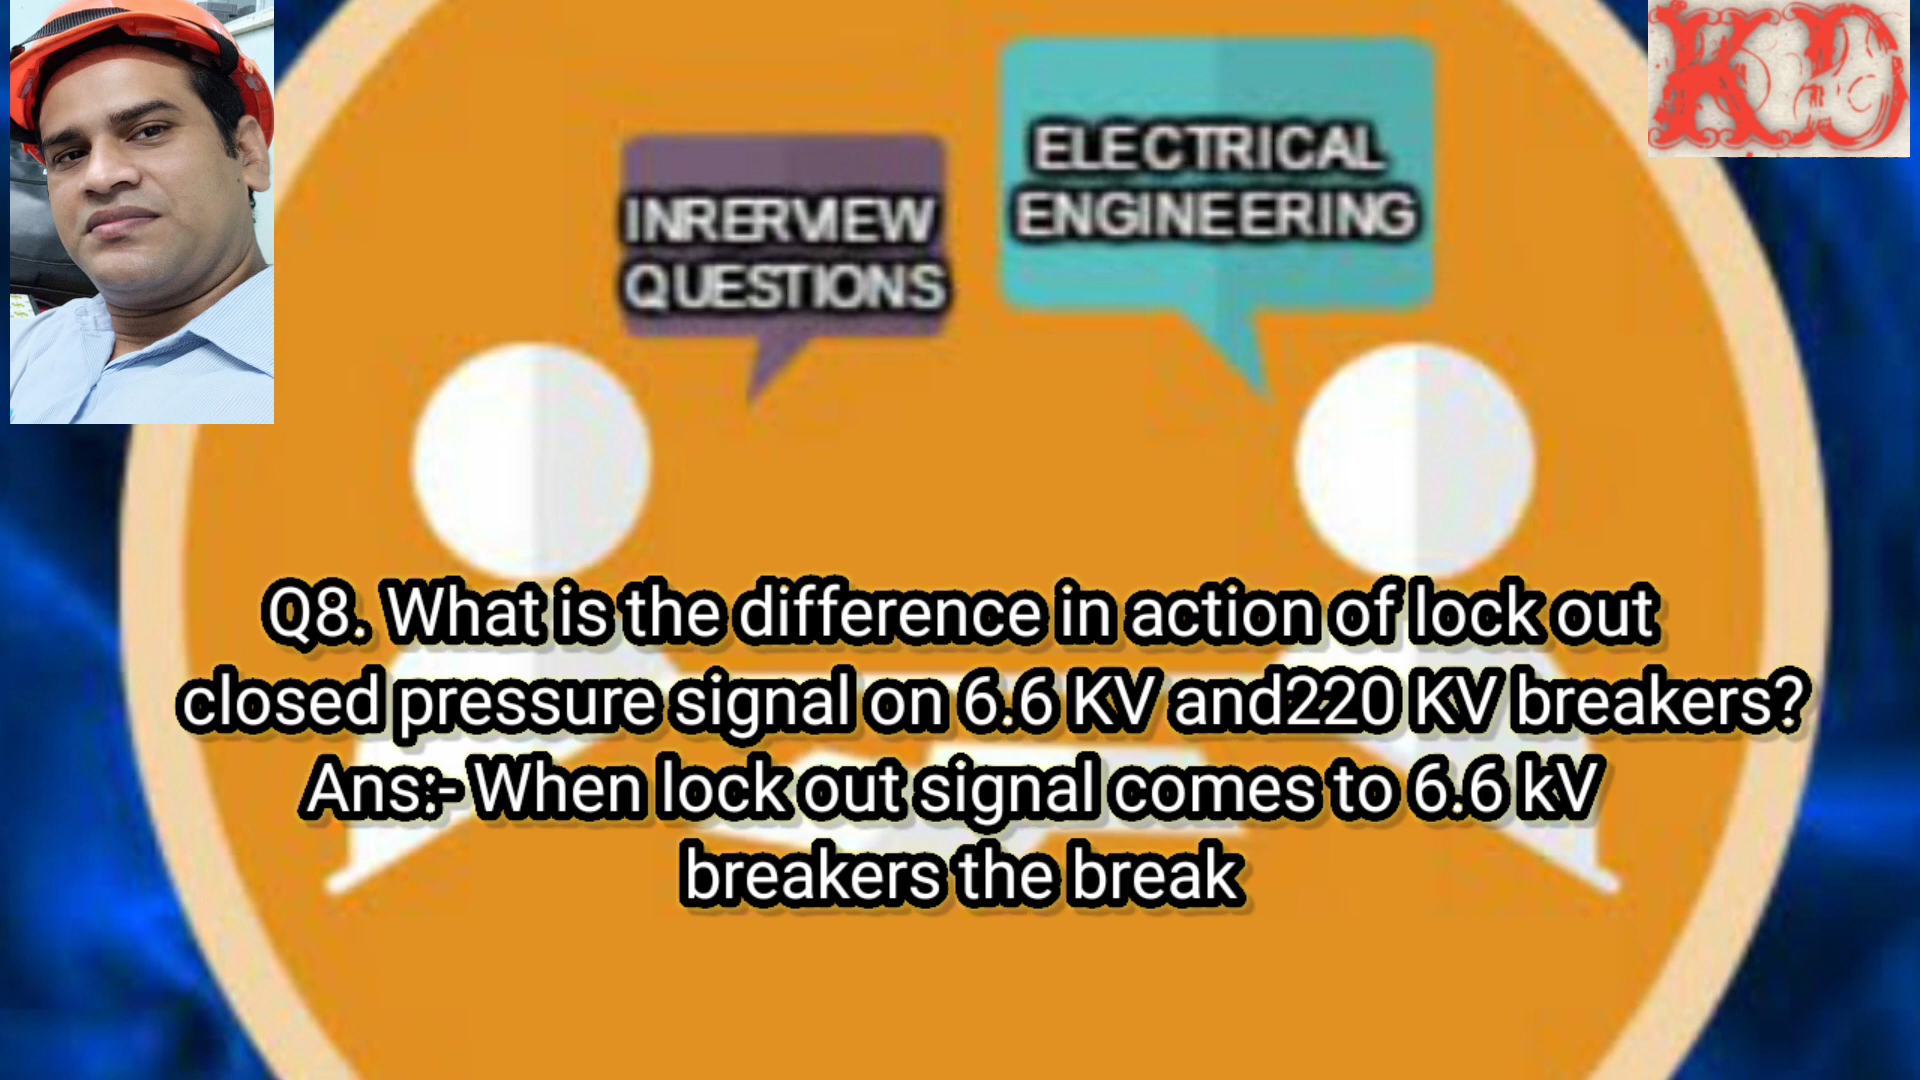 INRERVIEW
QUESTIONS
ELECTRICAL
ENGINEERING
KD
Q8. What is the difference in action of lock out
closed pressure signal on 6.6 KV and220 KV breakers?
Ans:- When lock out signal comes to 6.6 kV
breakers the break